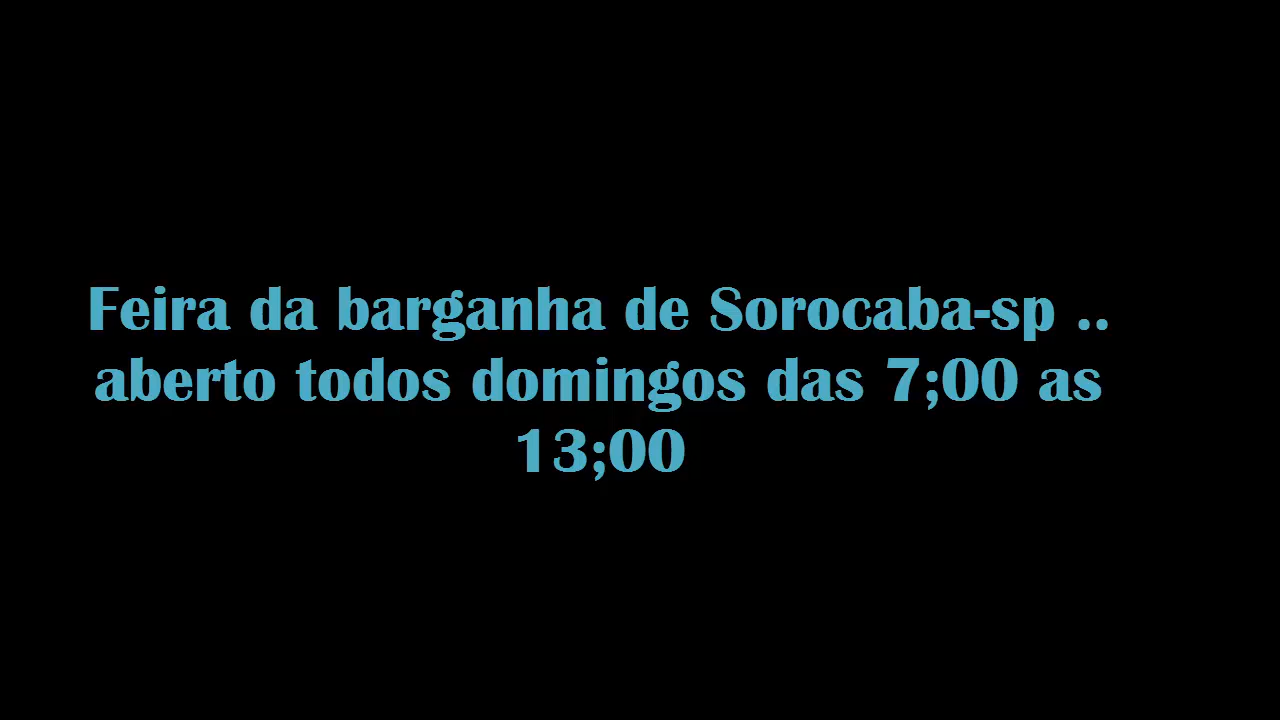 Feira da barganha de Sorocaba-sp ..
aberto todos domingos das 7;00 as
13;00